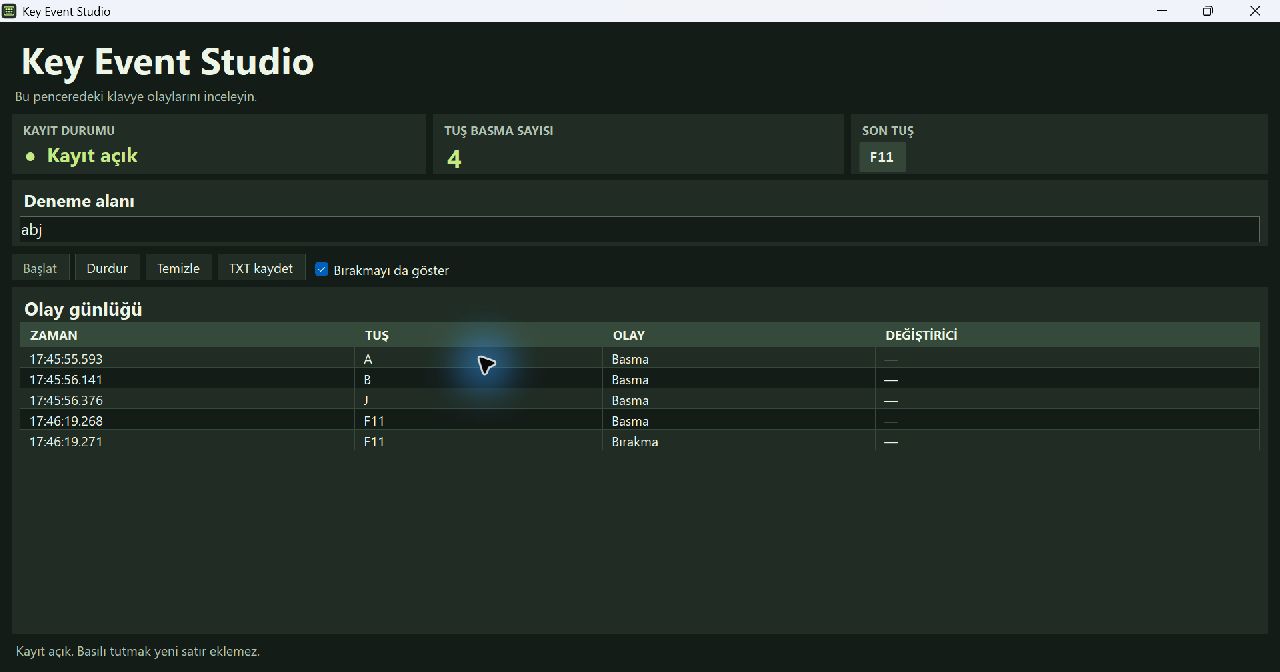 Key Event Studio
Key Event Studio
Bu penceredeki klavye olaylarını inceleyin.
KAYIT DURUMU
● Kayıt açık
TUŞ BASMA SAYISI
4
SON TUŞ
F11
Deneme alanı
abj
Başlat Durdur Temizle TXT kaydet Bırakmayı da göster
Olay günlüğü
ZAMAN TUŞ OLAY DEĞİŞTİRİCİ
17:45:55.593 A Basma —
17:45:56.141 B Basma —
17:45:56.376 J Basma —
17:46:19.268 F11 Basma —
17:46:19.271 F11 Bırakma —
Kayıt açık. Basılı tutmak yeni satır eklemez.